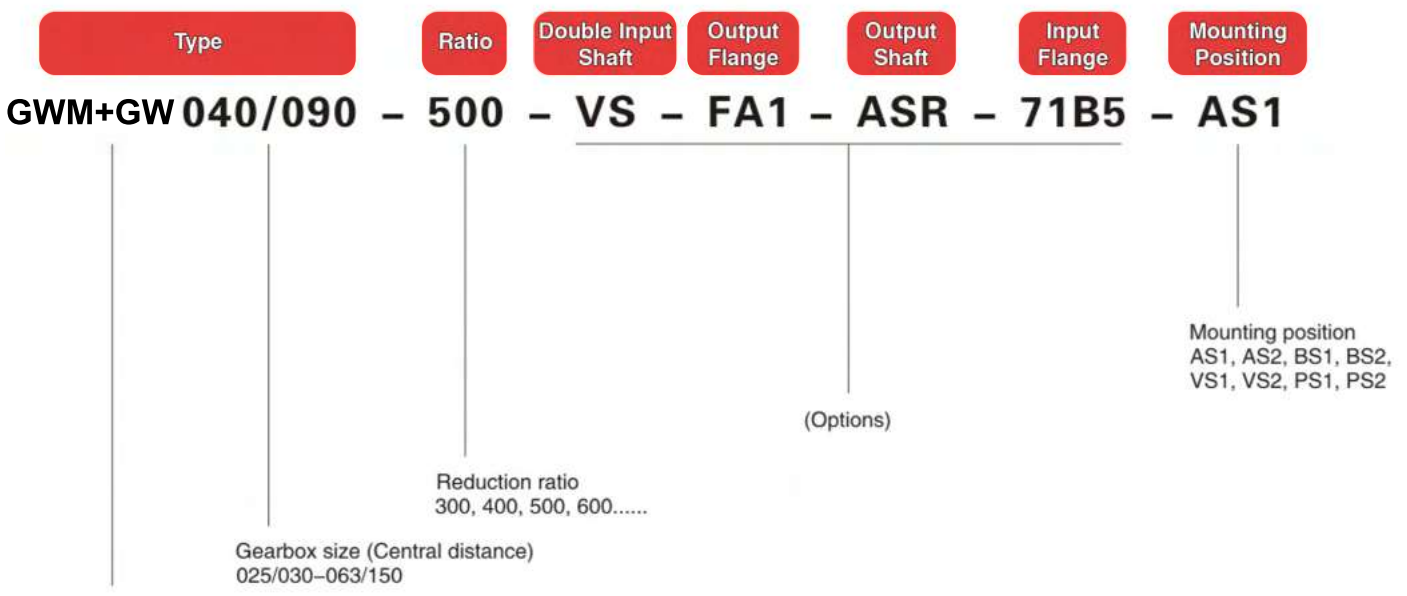 Type
Ratio
Double Input
Shaft
Output
Flange
Output
Shaft
Input
Flange
Mounting
Position
GWM+GW 040/090 – 500 – VS – FA1 – ASR – 71B5 – AS1
Mounting position
AS1, AS2, BS1, BS2,
VS1, VS2, PS1, PS2
(Options)
Reduction ratio
300, 400, 500, 600......
Gearbox size (Central distance)
025/030–063/150